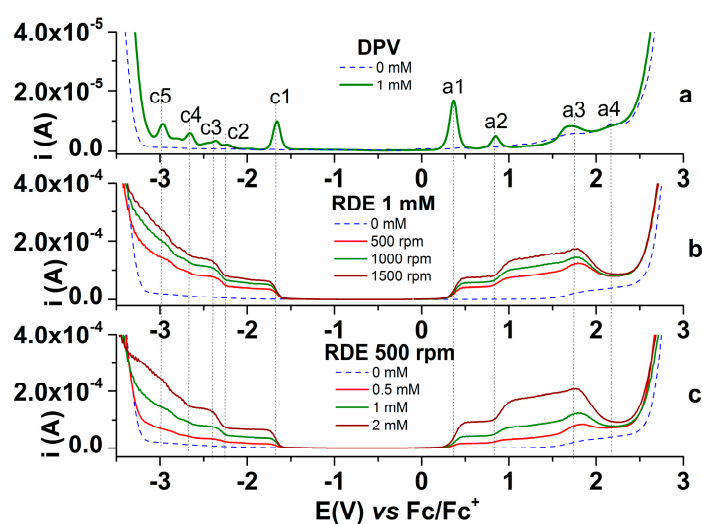 4.0x10⁻⁵
2.0x10⁻⁵
0.0
i (A)
DPV
0 mM
1 mM
c5
c4
c3
c2
c1
a1
a2
a3
a4
a
-3 -2 -1 0 1 2 3
4.0x10⁻⁴
2.0x10⁻⁴
0.0
i (A)
RDE 1 mM
0 mM
500 rpm
1000 rpm
1500 rpm
b
-3 -2 -1 0 1 2 3
4.0x10⁻⁴
2.0x10⁻⁴
0.0
i (A)
RDE 500 rpm
0 mM
0.5 mM
1 mM
2 mM
c
-3 -2 -1 0 1 2 3
E(V) vs Fc/Fc⁺